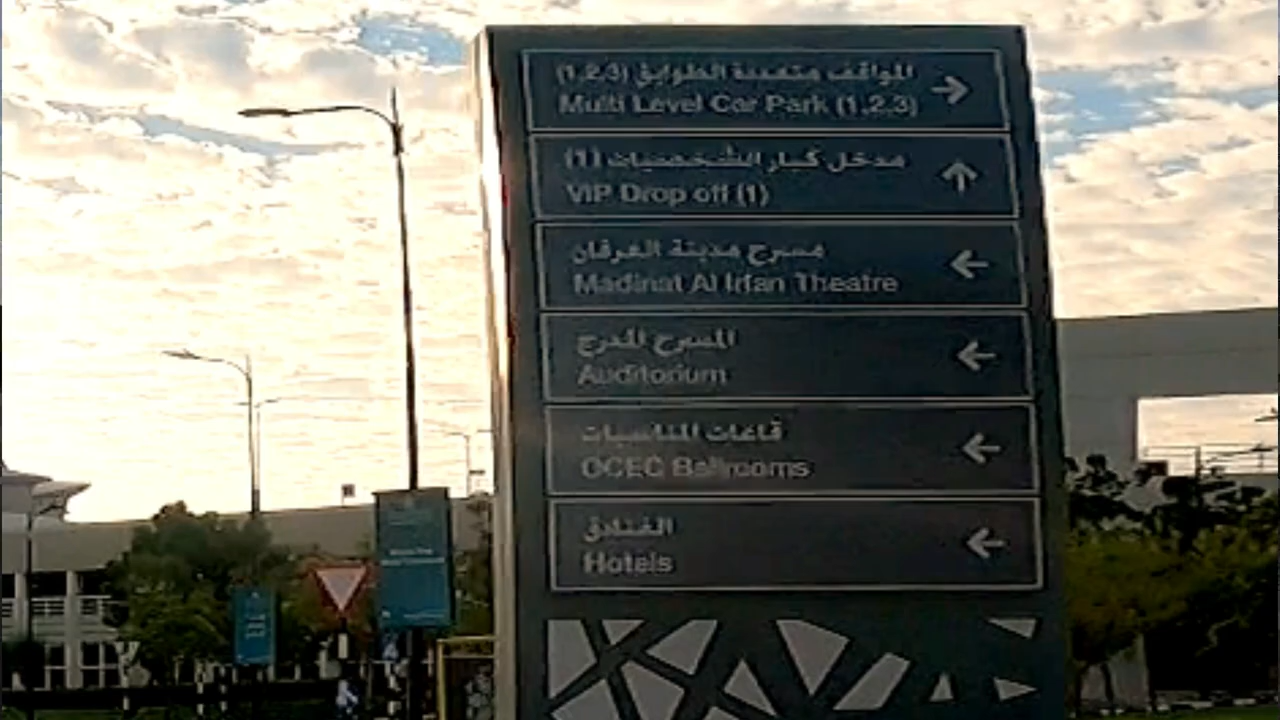 المواقف متعددة الطوابق (1,2,3)
Multi Level Car Park (1,2,3)
مدخل كبار الشخصيات (1)
VIP Drop off (1)
مسرح مدينة العرفان
Madinat Al Irfan Theatre
المسرح المدرج
Auditorium
قاعات المناسبات
OCEC Ballrooms
الفنادق
Hotels